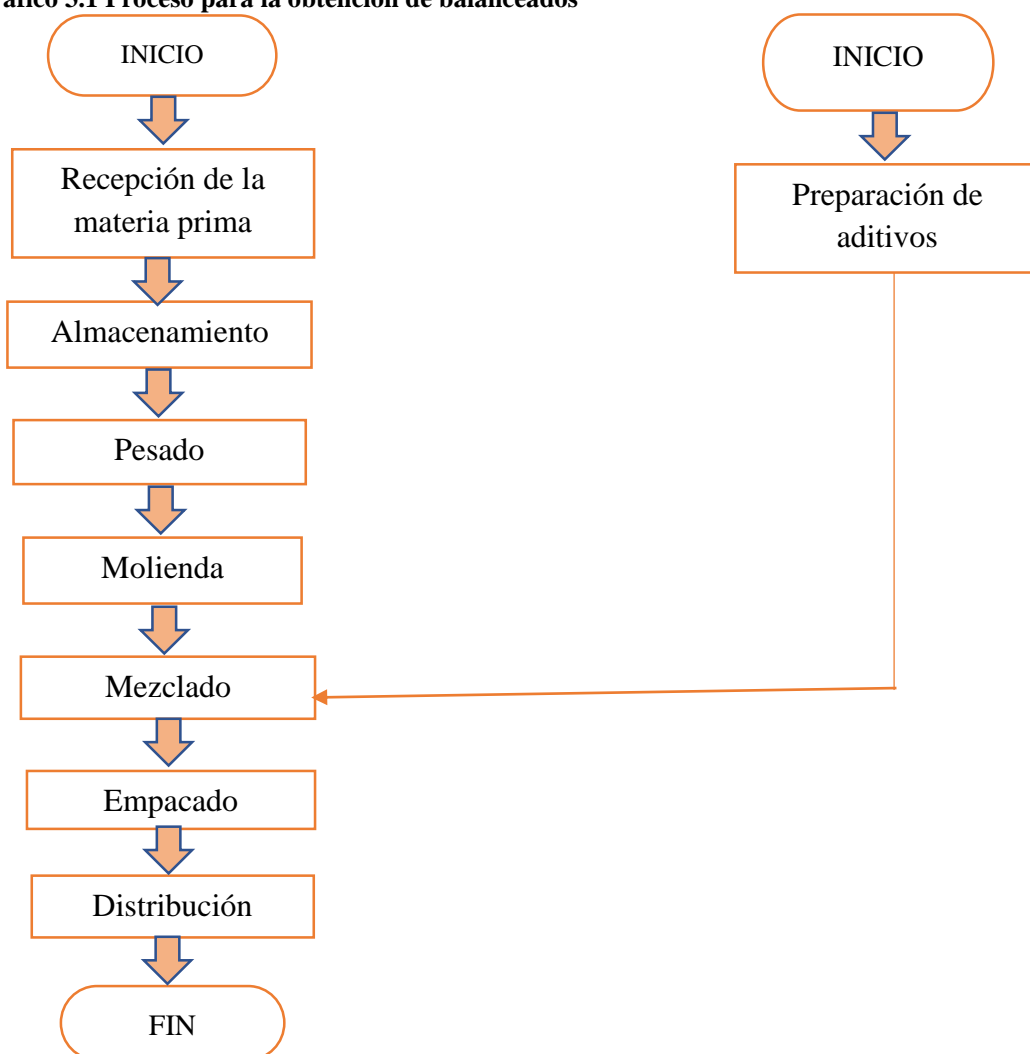 áfico 3.1 Proceso para la obtención de balanceados
INICIO
Recepción de la
materia prima
Almacenamiento
Pesado
Molienda
Mezclado
Empacado
Distribución
FIN
INICIO
Preparación de
aditivos